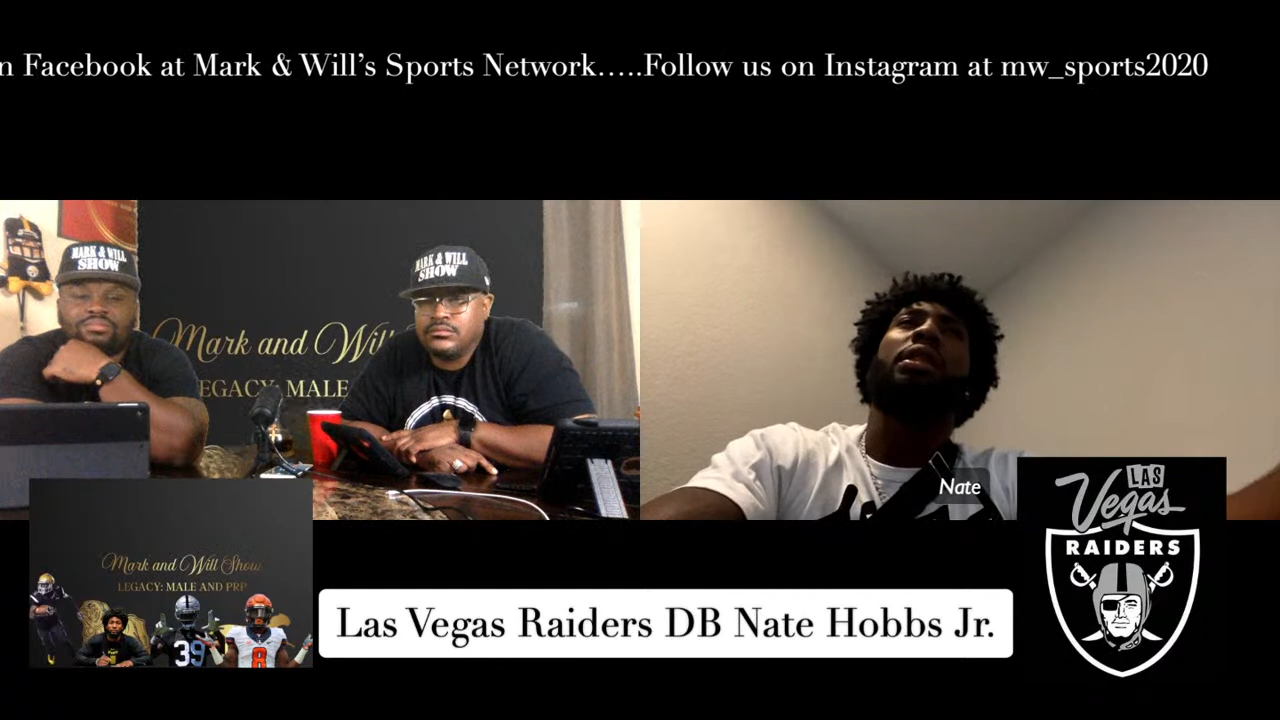 n Facebook at Mark & Will's Sports Network.....Follow us on Instagram at mw_sports2020
MARK & WILL
SHOW
MARK & WILL
SHOW
Mark and Wil
LEGACY: MALE
Nate
LAS
Vegas
RAIDERS
Mark and Will Show
LEGACY: MALE AND PRP
39
8
Las Vegas Raiders DB Nate Hobbs Jr.